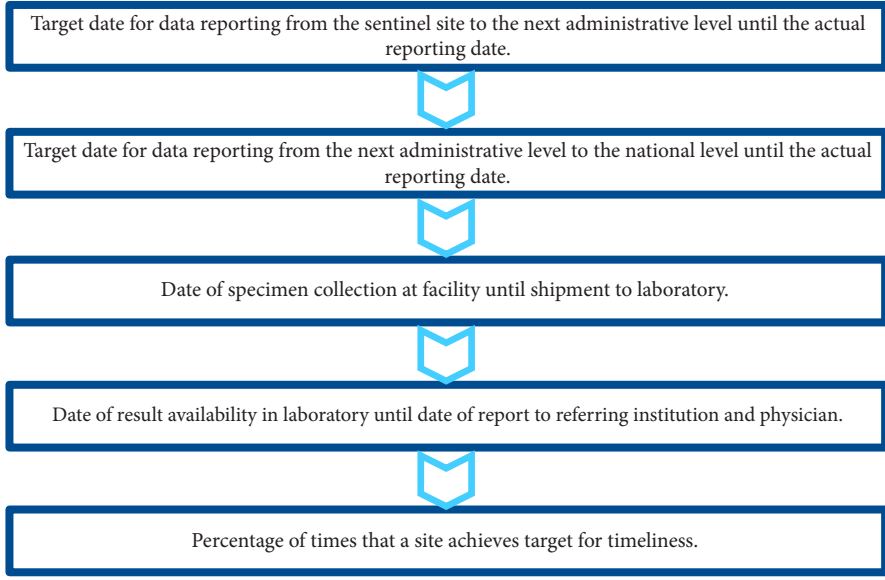 Target date for data reporting from the sentinel site to the next administrative level until the actual
reporting date.
Target date for data reporting from the next administrative level to the national level until the actual
reporting date.
Date of specimen collection at facility until shipment to laboratory.
Date of result availability in laboratory until date of report to referring institution and physician.
Percentage of times that a site achieves target for timeliness.